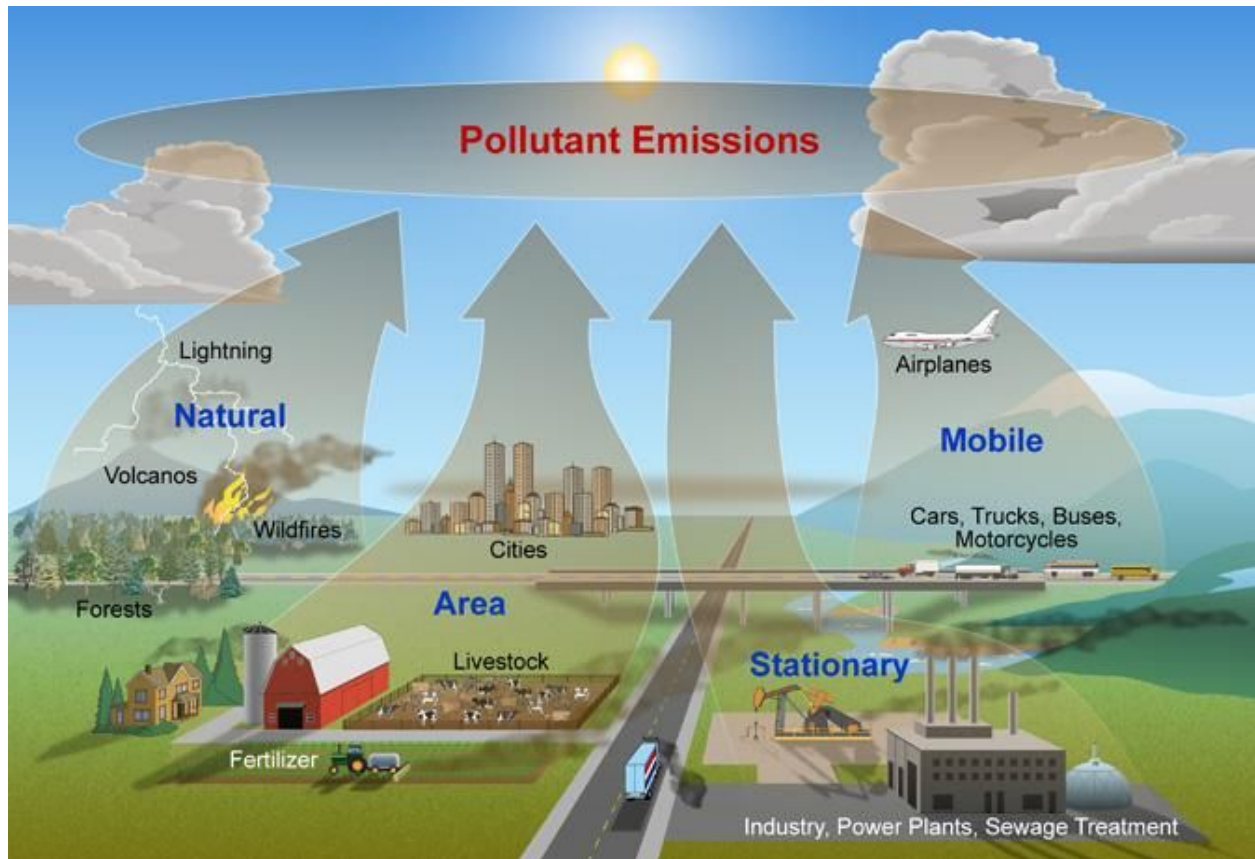 Pollutant Emissions
Lightning
Natural
Volcanos
Wildfires
Forests
Cities
Area
Livestock
Fertilizer
Airplanes
Mobile
Cars, Trucks, Buses,
Motorcycles
Stationary
Industry, Power Plants, Sewage Treatment